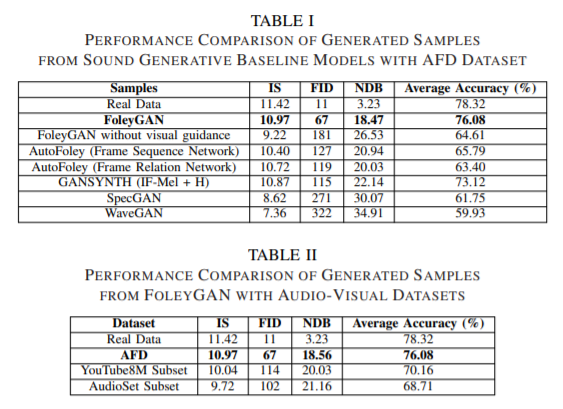 TABLE I
PERFORMANCE COMPARISON OF GENERATED SAMPLES
FROM SOUND GENERATIVE BASELINE MODELS WITH AFD DATASET
Samples IS FID NDB Average Accuracy (%)
Real Data 11.42 11 3.23 78.32
FoleyGAN 10.97 67 18.47 76.08
FoleyGAN without visual guidance 9.22 181 26.53 64.61
AutoFoley (Frame Sequence Network) 10.40 127 20.94 65.79
AutoFoley (Frame Relation Network) 10.72 119 20.03 63.40
GANSYNTH (IF-Mel + H) 10.87 115 22.14 73.12
SpecGAN 8.62 271 30.07 61.75
WaveGAN 7.36 322 34.91 59.93
TABLE II
PERFORMANCE COMPARISON OF GENERATED SAMPLES
FROM FOLEYGAN WITH AUDIO-VISUAL DATASETS
Dataset IS FID NDB Average Accuracy (%)
Real Data 11.42 11 3.23 78.32
AFD 10.97 67 18.56 76.08
YouTube8M Subset 10.04 114 20.03 70.16
AudioSet Subset 9.72 102 21.16 68.71